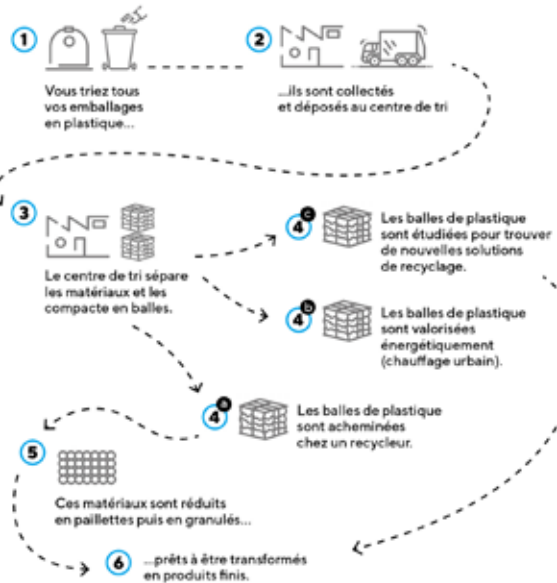 1
Vous triez tous
vos emballages
en plastique...
2
...ils sont collectés
et déposés au centre de tri
3
Le centre de tri sépare
les matériaux et les
compacte en balles.
4 c
Les balles de plastique
sont étudiées pour trouver
de nouvelles solutions
de recyclage.
4 b
Les balles de plastique
sont valorisées
énergétiquement
(chauffage urbain).
4 a
Les balles de plastique
sont acheminées
chez un recycleur.
5
Ces matériaux sont réduits
en paillettes puis en granulés...
6
...prêts à être transformés
en produits finis.